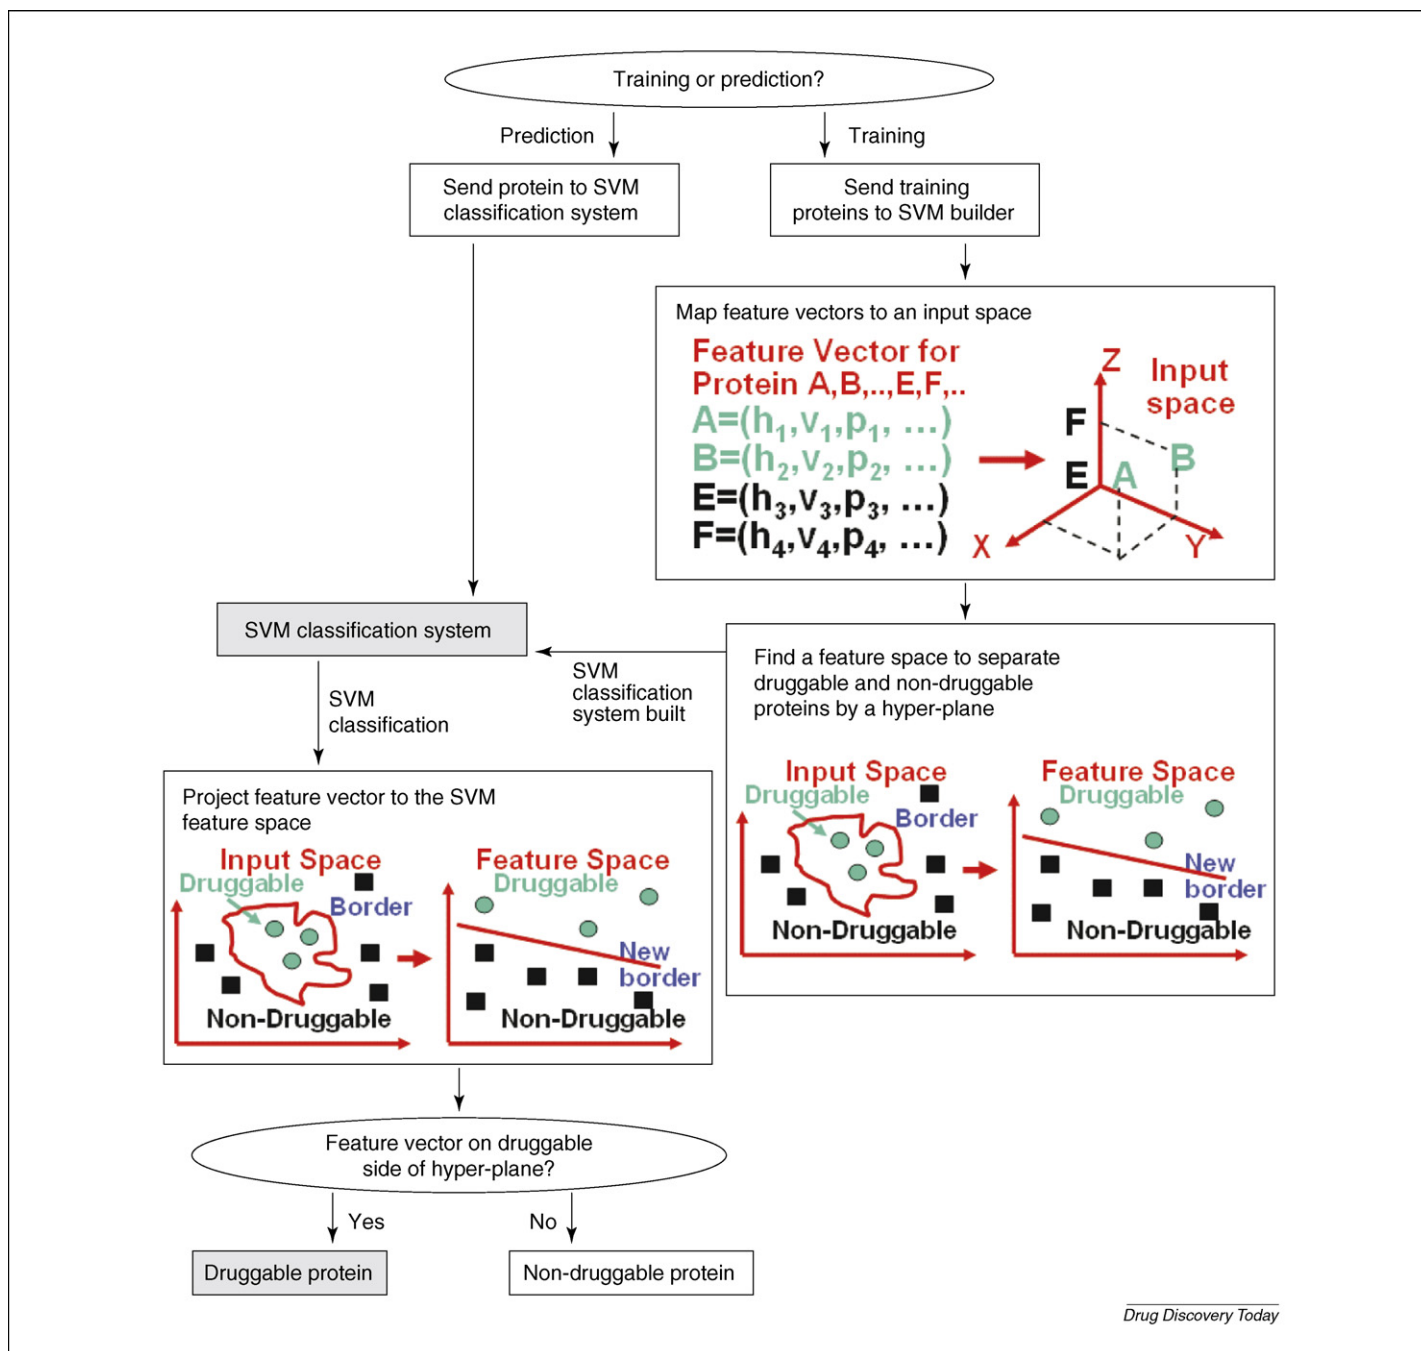 Training or prediction?
Prediction
Training
Send protein to SVM
classification system
Send training
proteins to SVM builder
Map feature vectors to an input space
Feature Vector for
Protein A,B,..,E,F,..
A=(h1,v1,p1, ...)
B=(h2,v2,p2, ...)
E=(h3,v3,p3, ...)
F=(h4,v4,p4, ...)
Z
Input
space
F
B
E
A
X
Y
SVM classification system
SVM
classification
system built
SVM
classification
Find a feature space to separate
druggable and non-druggable
proteins by a hyper-plane
Input Space
Druggable
Border
Non-Druggable
Feature Space
Druggable
New
border
Non-Druggable
Project feature vector to the SVM
feature space
Input Space
Druggable
Border
Non-Druggable
Feature Space
Druggable
New
border
Non-Druggable
Feature vector on druggable
side of hyper-plane?
Yes
No
Druggable protein
Non-druggable protein
Drug Discovery Today